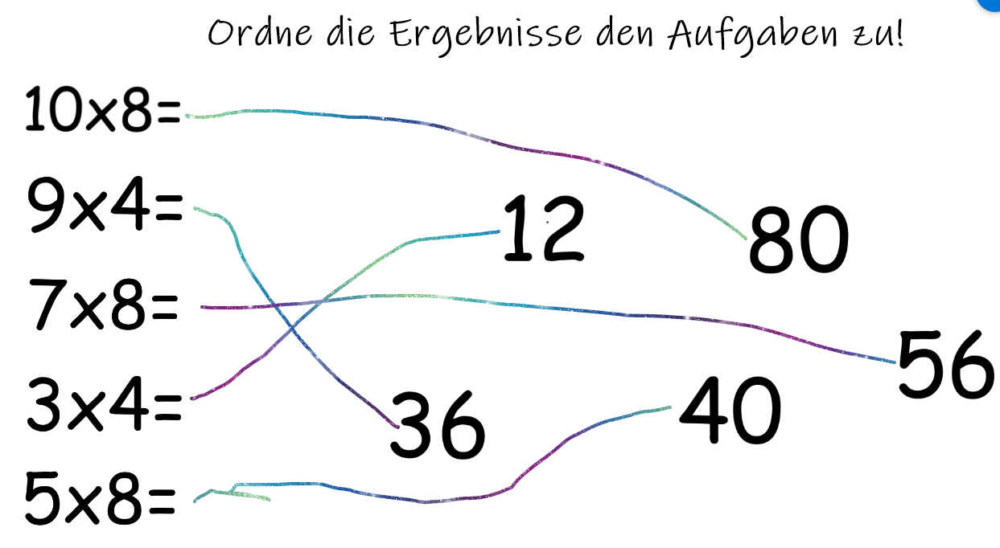 Ordne die Ergebnisse den Aufgaben zu!
10x8=
9x4=
12
80
7x8=
56
3x4=
36
40
5x8=